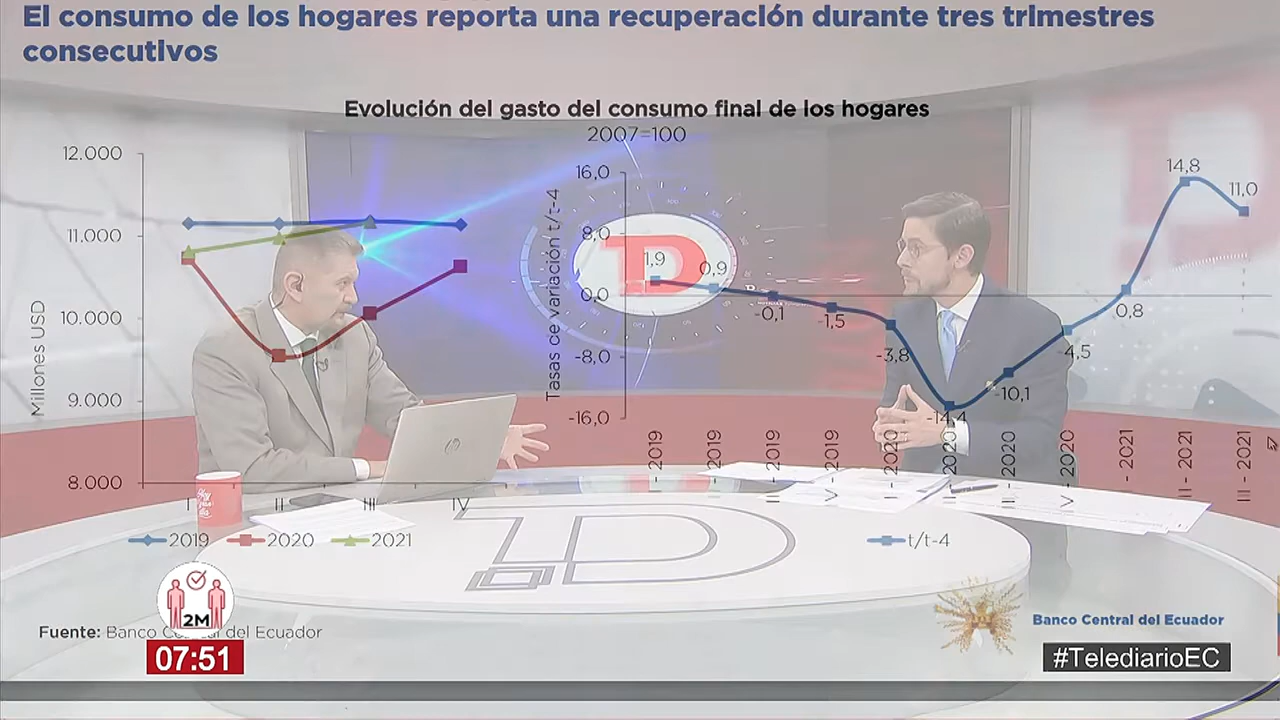 El consumo de los hogares reporta una recuperación durante tres trimestres
consecutivos
Evolución del gasto del consumo final de los hogares
2007=100
12.000
11.000
10.000
9.000
8.000
Millones USD
I
II
III
IV
2019
2020
2021
Tasas de variación t/t-4
16,0
8,0
0,0
-8,0
-16,0
1,9
0,9
-0,1
-1,5
-3,8
-14,4
-10,1
-4,5
0,8
14,8
11,0
- 2019
- 2019
- 2019
- 2019
I - 2020
- 2020
- 2020
- 2020
- 2021
II - 2021
III - 2021
t/t-4
2M
Fuente: Banco Central del Ecuador
07:51
Banco Central del Ecuador
#TelediarioEC